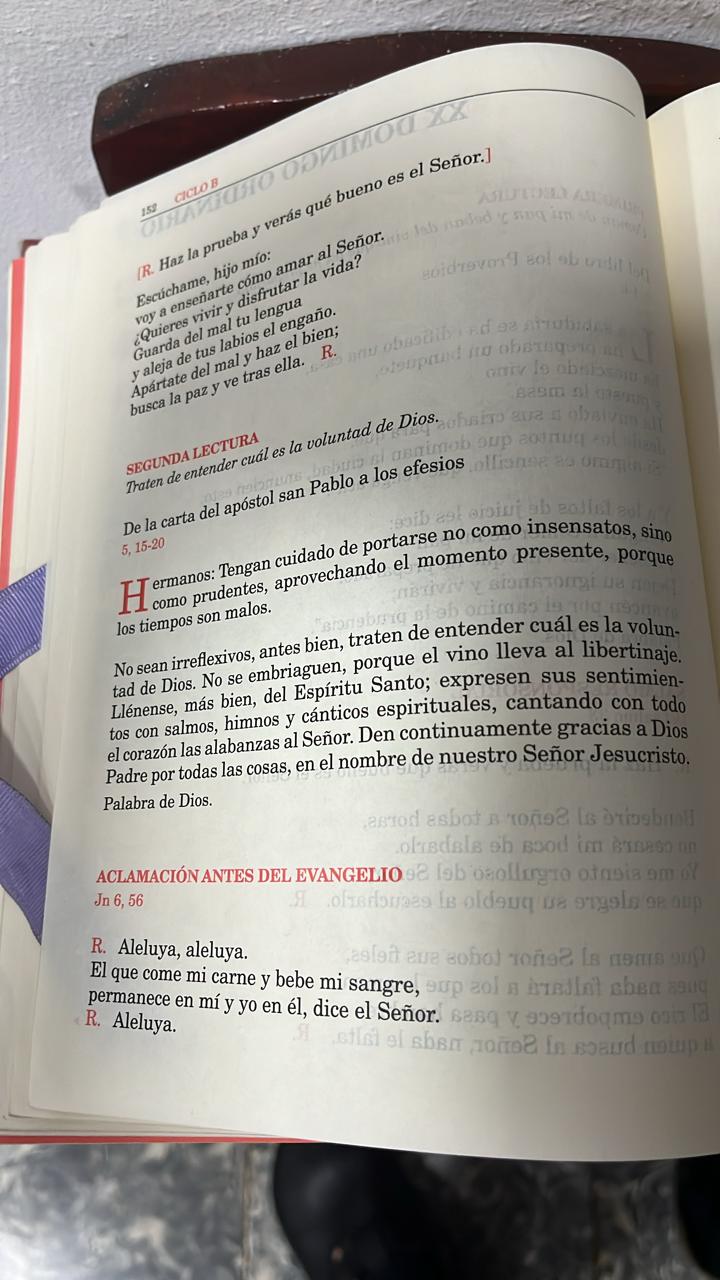 152 CICLO B
[R. Haz la prueba y verás qué bueno es el Señor.]
Escúchame, hijo mío:
voy a enseñarte cómo amar al Señor.
¿Quieres vivir y disfrutar la vida?
Guarda del mal tu lengua
y aleja de tus labios el engaño.
Apártate del mal y haz el bien;
busca la paz y ve tras ella. R.
SEGUNDA LECTURA
Traten de entender cuál es la voluntad de Dios.
De la carta del apóstol san Pablo a los efesios
5, 15-20
Hermanos: Tengan cuidado de portarse no como insensatos, sino
como prudentes, aprovechando el momento presente, porque
los tiempos son malos.
No sean irreflexivos, antes bien, traten de entender cuál es la volun-
tad de Dios. No se embriaguen, porque el vino lleva al libertinaje.
Llénense, más bien, del Espíritu Santo; expresen sus sentimien-
tos con salmos, himnos y cánticos espirituales, cantando con todo
el corazón las alabanzas al Señor. Den continuamente gracias a Dios
Padre por todas las cosas, en el nombre de nuestro Señor Jesucristo.
Palabra de Dios.
ACLAMACIÓN ANTES DEL EVANGELIO
Jn 6, 56
R. Aleluya, aleluya.
El que come mi carne y bebe mi sangre,
permanece en mí y yo en él, dice el Señor.
R. Aleluya.